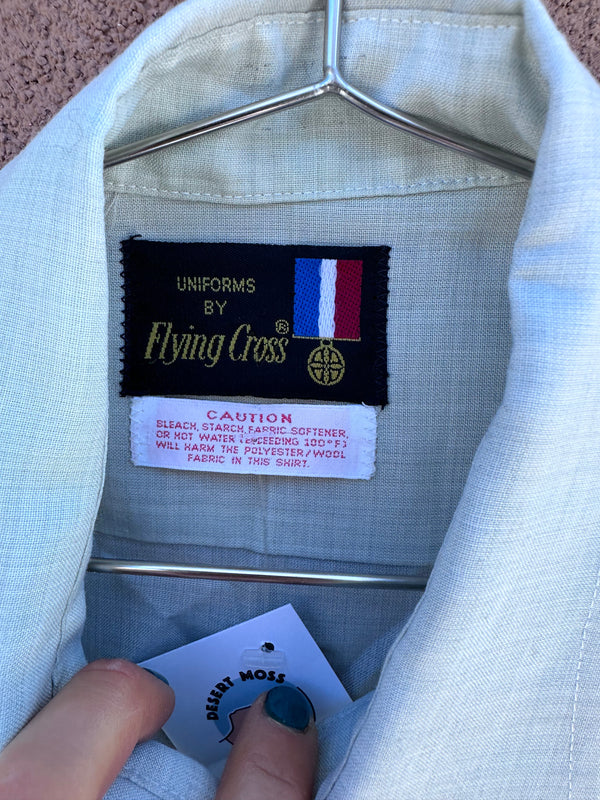 UNIFORMS
BY
Flying Cross®
CAUTION
BLEACH, STARCH, FABRIC SOFTENER,
OR HOT WATER EXCEEDING 100°F
WILL HARM THE POLYESTER/WOOL
FABRIC IN THIS SHIRT.
DESERT MOSS